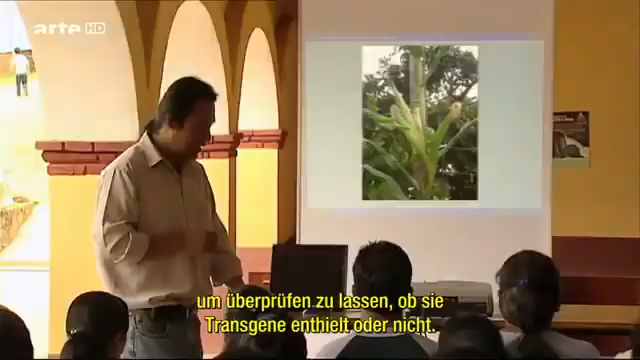 arte HD
um überprüfen zu lassen, ob sie
Transgene enthielt oder nicht.